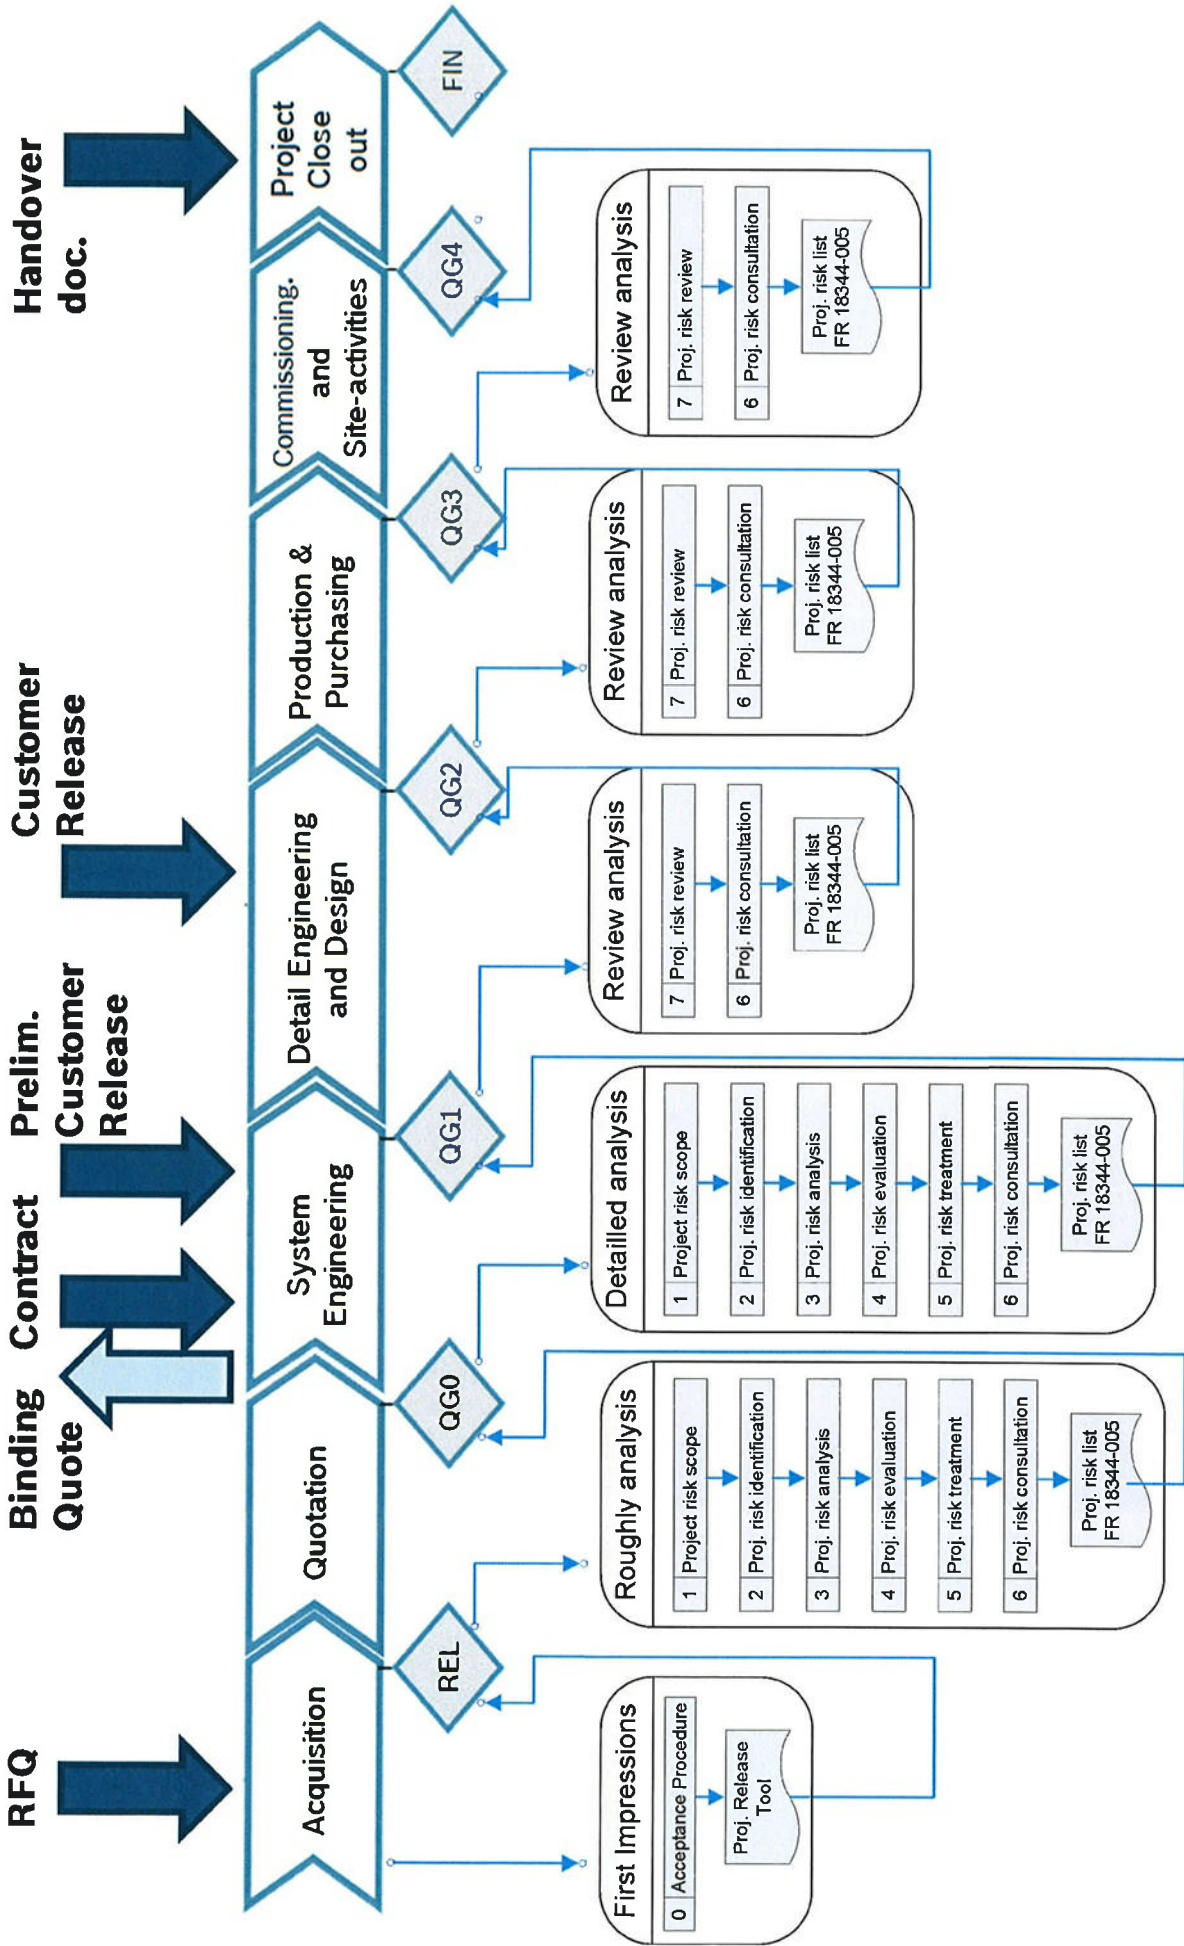 RFQ
Binding
Quote
Contract
Prelim.
Customer
Release
Customer
Release
Handover
doc.
Acquisition
Quotation
System
Engineering
Detail Engineering
and Design
Production &
Purchasing
Commissioning.
and
Site-activities
Project
Close
out
REL
QG0
QG1
QG2
QG3
QG4
FIN
First Impressions
0 Acceptance Procedure
Proj. Release
Tool
Roughly analysis
1 Project risk scope
2 Proj. risk identification
3 Proj. risk analysis
4 Proj. risk evaluation
5 Proj. risk treatment
6 Proj. risk consultation
Proj. risk list
FR 18344-005
Detailled analysis
1 Project risk scope
2 Proj. risk identification
3 Proj. risk analysis
4 Proj. risk evaluation
5 Proj. risk treatment
6 Proj. risk consultation
Proj. risk list
FR 18344-005
Review analysis
7 Proj. risk review
6 Proj. risk consultation
Proj. risk list
FR 18344-005
Review analysis
7 Proj. risk review
6 Proj. risk consultation
Proj. risk list
FR 18344-005
Review analysis
7 Proj. risk review
6 Proj. risk consultation
Proj. risk list
FR 18344-005